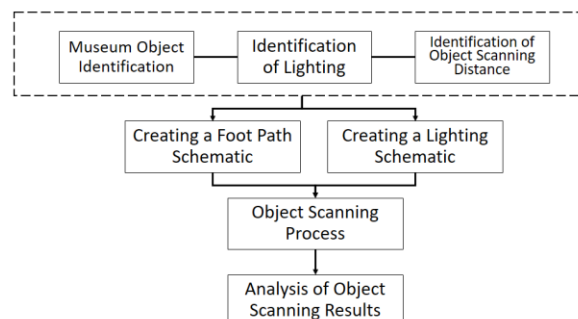 Museum Object
Identification
Identification
of Lighting
Identification of
Object Scanning
Distance
Creating a Foot Path
Schematic
Creating a Lighting
Schematic
Object Scanning
Process
Analysis of Object
Scanning Results